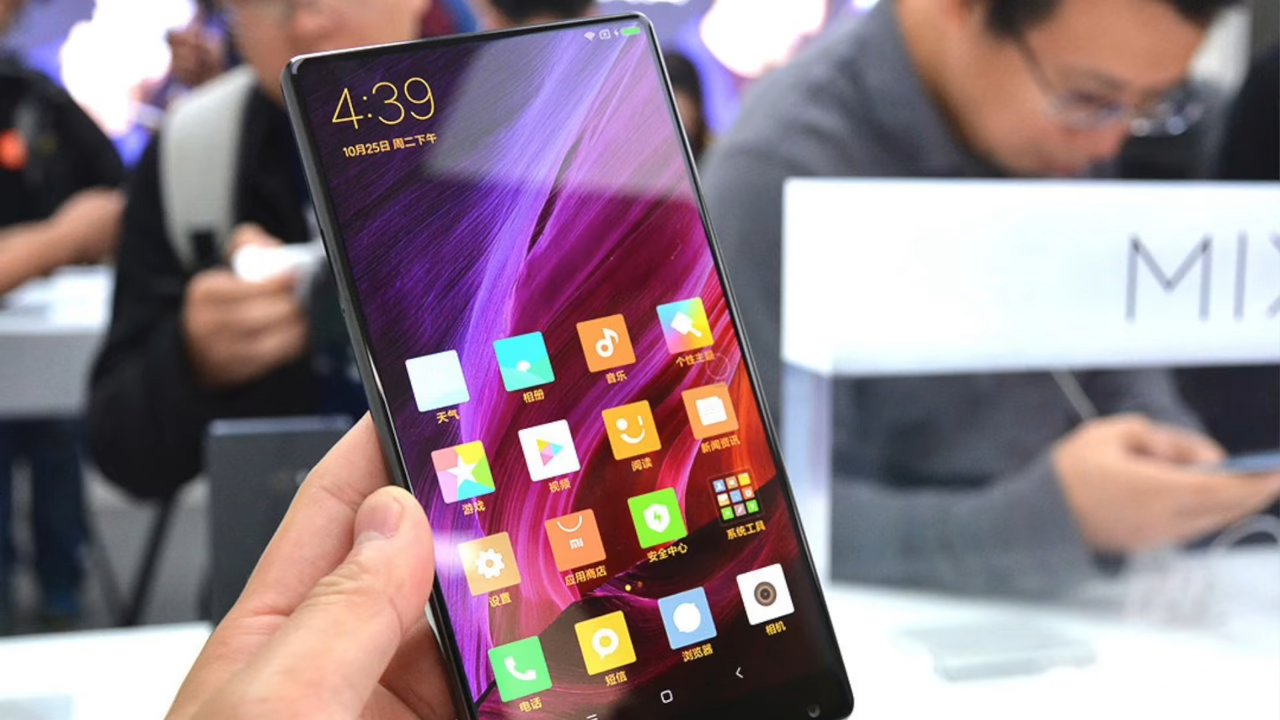 4:39
10月25日 周二下午
MIX
天气
相册
音乐
个性主题
游戏
视频
阅读
新闻资讯
设置
mi
应用商店
安全中心
系统工具
电话
短信
浏览器
相机